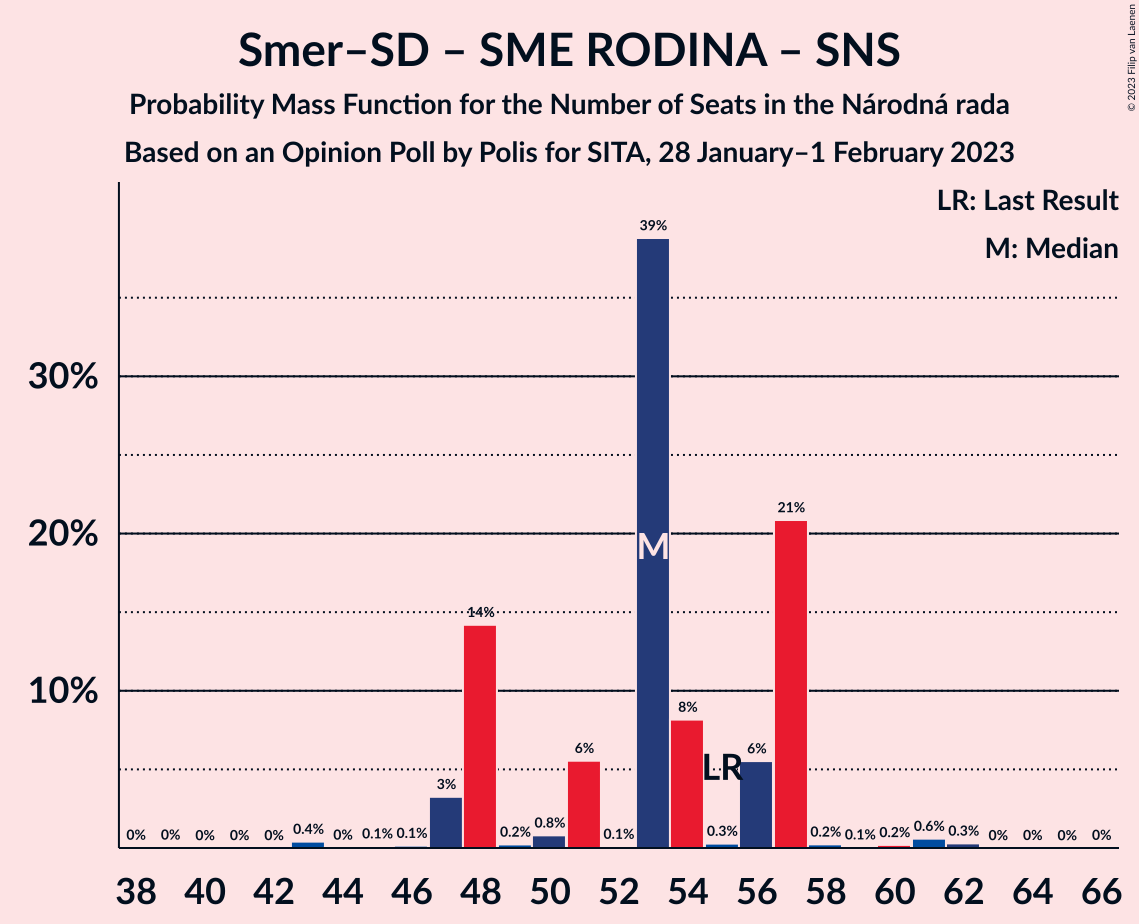 Smer–SD – SME RODINA – SNS
Probability Mass Function for the Number of Seats in the Národná rada
Based on an Opinion Poll by Polis for SITA, 28 January–1 February 2023
© 2023 Filip van Laenen
LR: Last Result
M: Median
30%
20%
10%
0% 0% 0% 0% 0% 0.4% 0% 0.1% 0.1% 3% 14% 0.2% 0.8% 6% 0.1% 39% 8% 0.3% 6% 21% 0.2% 0.1% 0.2% 0.6% 0.3% 0% 0% 0% 0%
M
LR
38 40 42 44 46 48 50 52 54 56 58 60 62 64 66